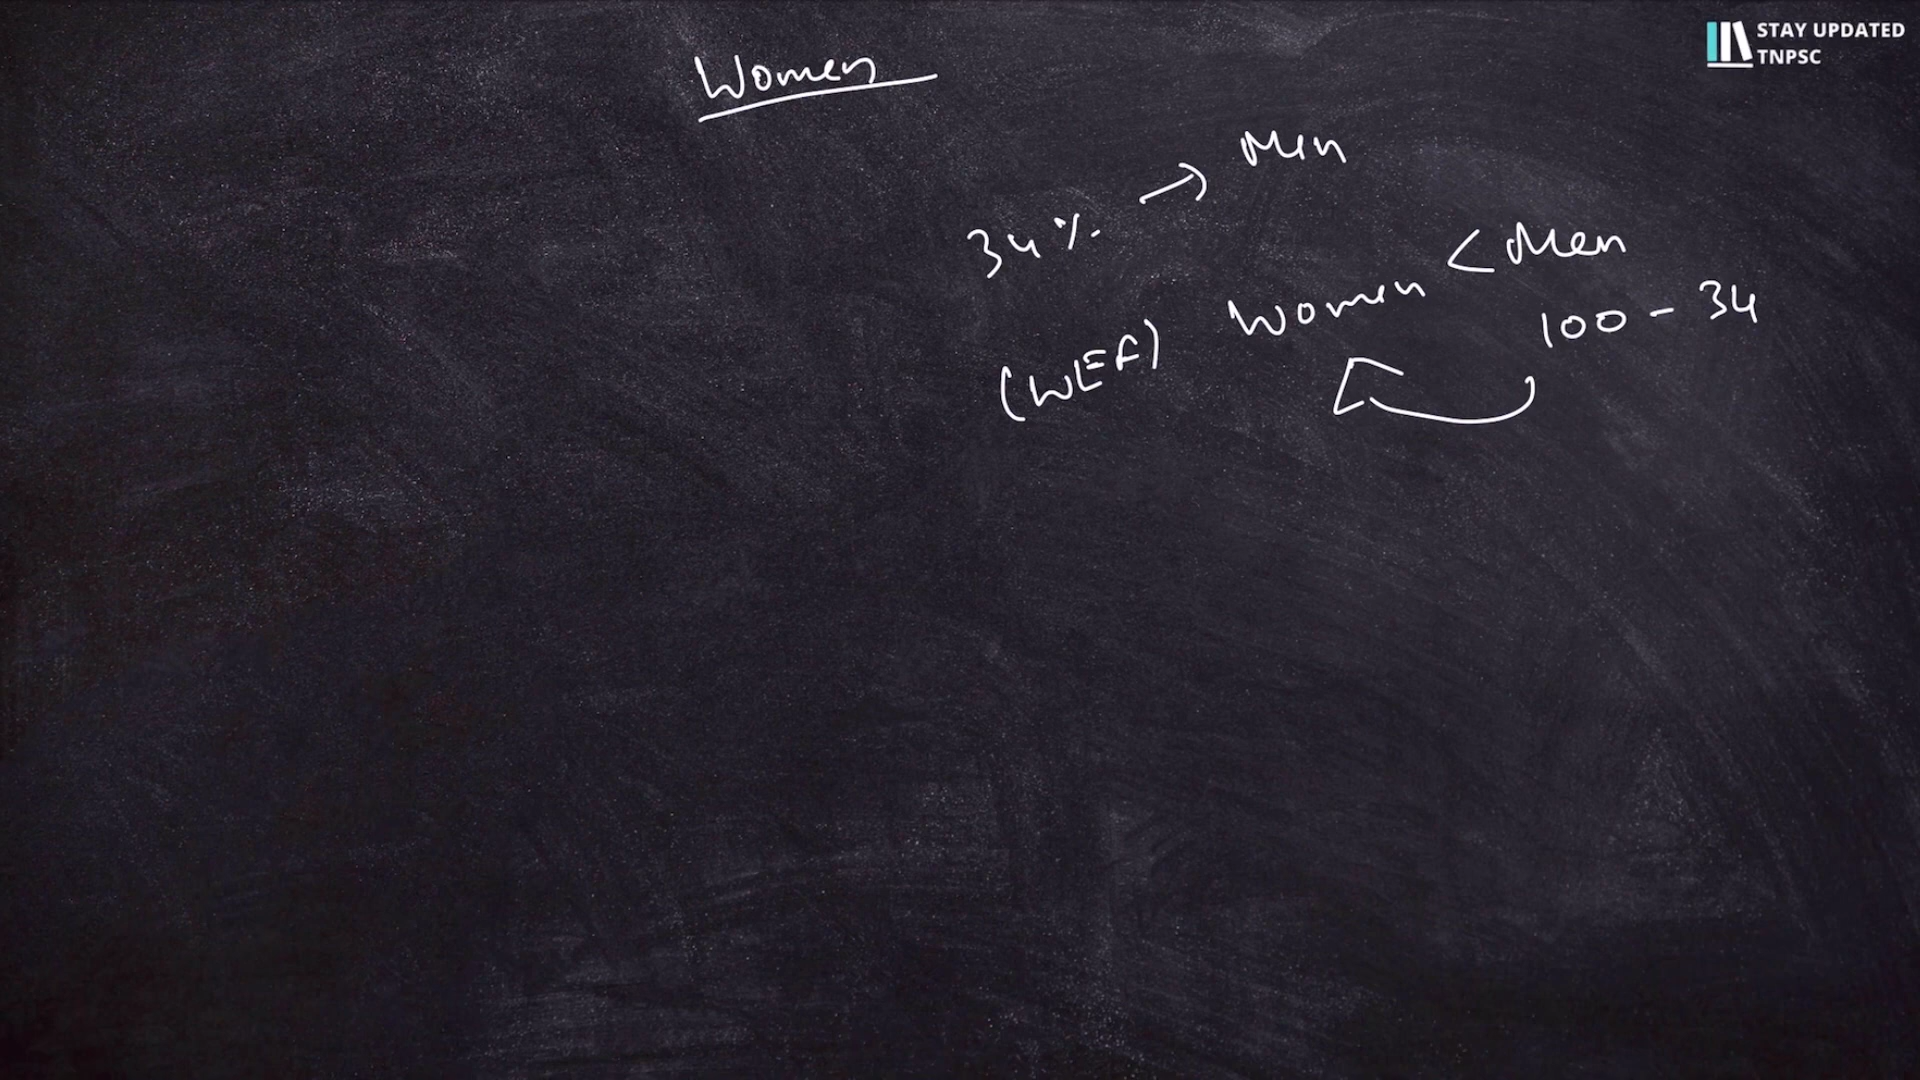 STAY UPDATED
TNPSC
Women
34% → Men
Women < Men
(WEF)
100 - 34